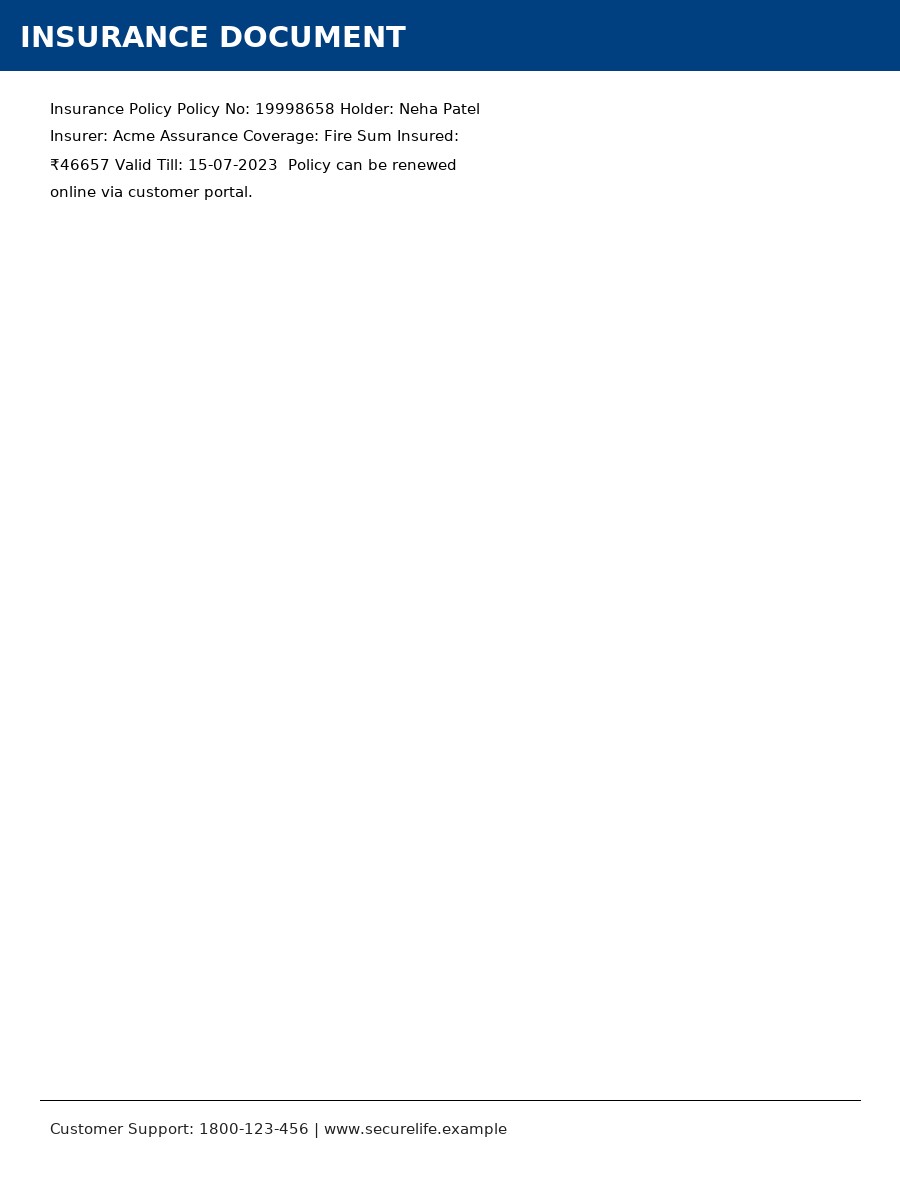 INSURANCE DOCUMENT
Insurance Policy Policy No: 19998658 Holder: Neha Patel
Insurer: Acme Assurance Coverage: Fire Sum Insured:
₹46657 Valid Till: 15-07-2023  Policy can be renewed
online via customer portal.
Customer Support: 1800-123-456 | www.securelife.example